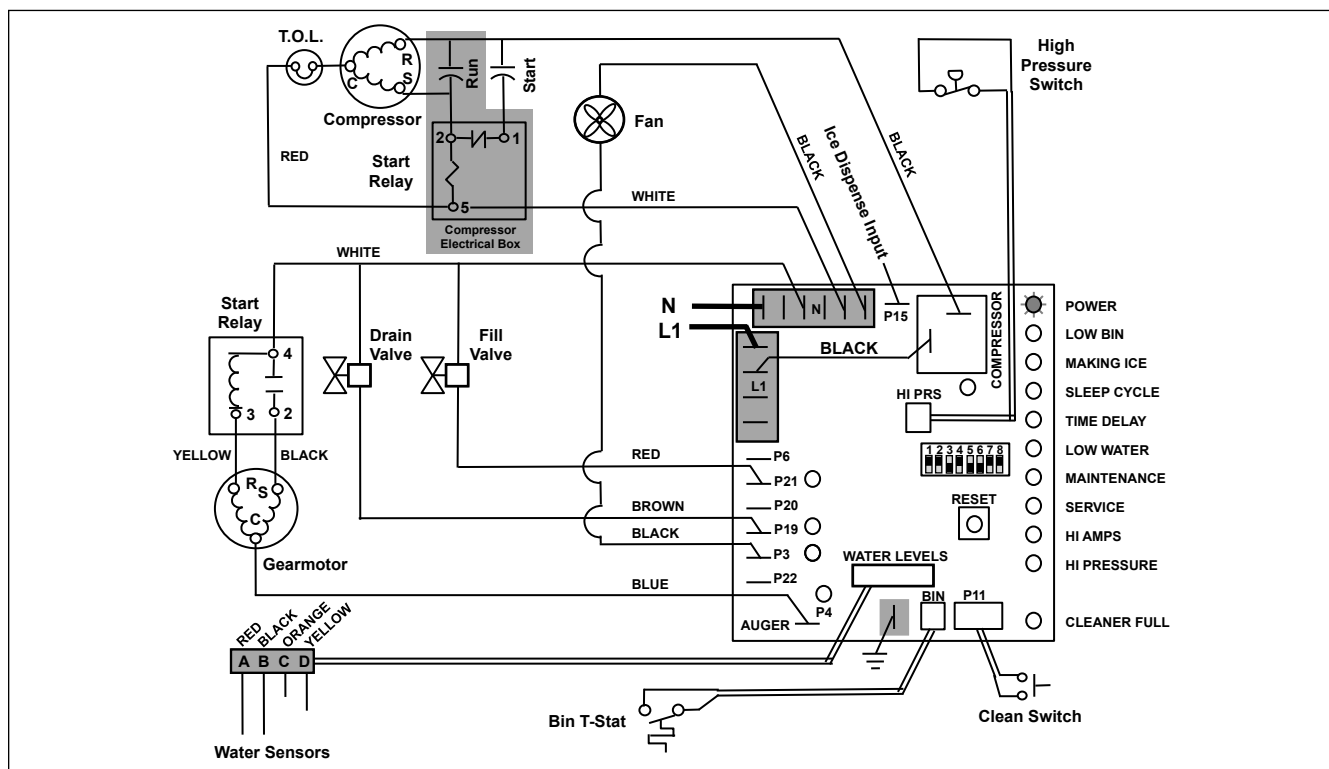 T.O.L.
R
S
C
Compressor
Run
Start
RED
2
1
Start
Relay
5
Compressor
Electrical Box
WHITE
Fan
BLACK
Ice Dispense Input
BLACK
High
Pressure
Switch
WHITE
Start
Relay
4
3
2
YELLOW
BLACK
R
S
C
Gearmotor
Drain
Valve
Fill
Valve
N
L1
N
P15
BLACK
L1
COMPRESSOR
HI PRS
1 2 3 4 5 6 7 8
RESET
POWER
LOW BIN
MAKING ICE
SLEEP CYCLE
TIME DELAY
LOW WATER
MAINTENANCE
SERVICE
HI AMPS
HI PRESSURE
CLEANER FULL
RED
P6
P21
P20
BROWN
P19
BLACK
P3
P22
BLUE
P4
AUGER
WATER LEVELS
BIN
P11
RED
BLACK
ORANGE
YELLOW
A B C D
Water Sensors
Bin T-Stat
Clean Switch